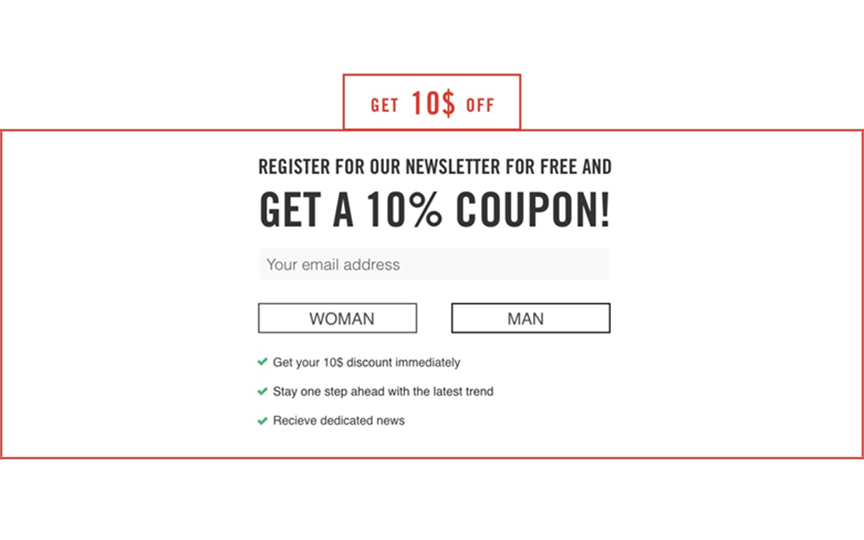 GET 10$ OFF
REGISTER FOR OUR NEWSLETTER FOR FREE AND
GET A 10% COUPON!
Your email address
WOMAN MAN
Get your 10$ discount immediately
Stay one step ahead with the latest trend
Recieve dedicated news